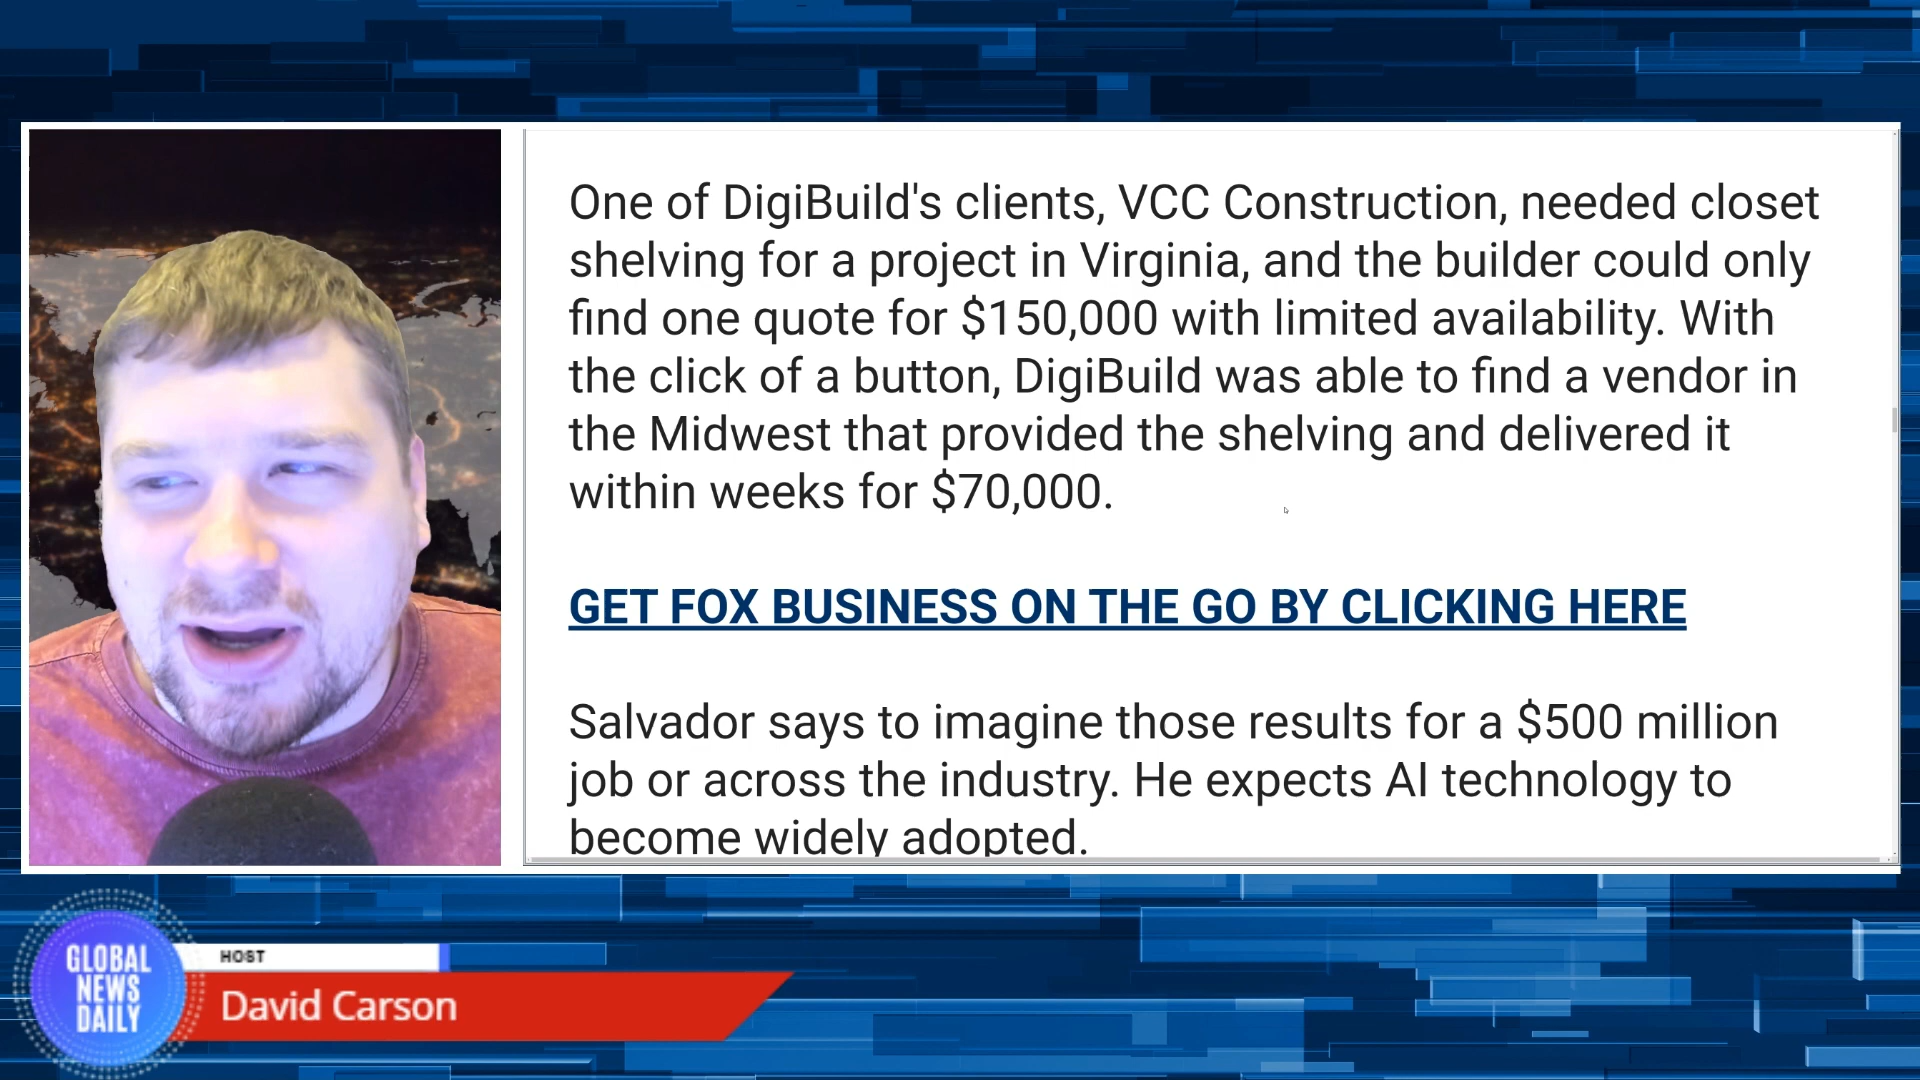 One of DigiBuild's clients, VCC Construction, needed closet
shelving for a project in Virginia, and the builder could only
find one quote for $150,000 with limited availability. With
the click of a button, DigiBuild was able to find a vendor in
the Midwest that provided the shelving and delivered it
within weeks for $70,000.
GET FOX BUSINESS ON THE GO BY CLICKING HERE
Salvador says to imagine those results for a $500 million
job or across the industry. He expects AI technology to
become widely adopted.
GLOBAL
NEWS
DAILY
HOST
David Carson